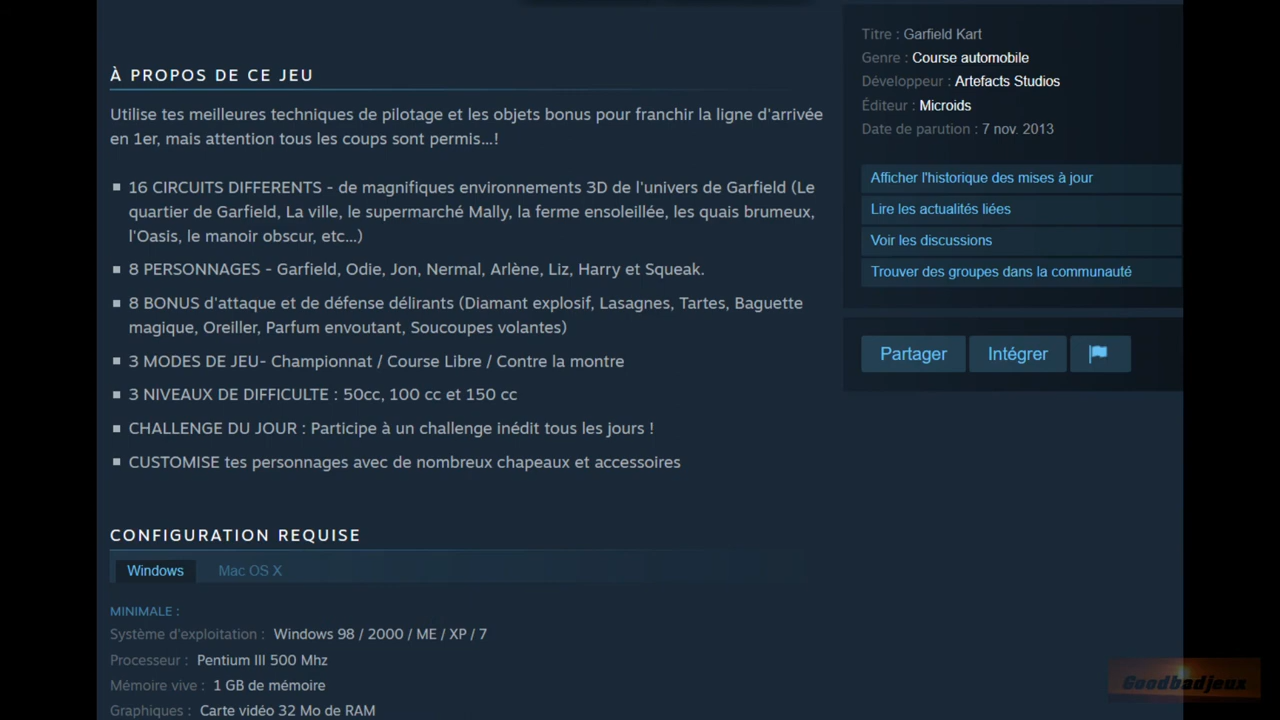 À PROPOS DE CE JEU
Utilise tes meilleures techniques de pilotage et les objets bonus pour franchir la ligne d'arrivée
en 1er, mais attention tous les coups sont permis...!
16 CIRCUITS DIFFERENTS - de magnifiques environnements 3D de l'univers de Garfield (Le
quartier de Garfield, La ville, le supermarché Mally, la ferme ensoleillée, les quais brumeux,
l'Oasis, le manoir obscur, etc...)
8 PERSONNAGES - Garfield, Odie, Jon, Nermal, Arlène, Liz, Harry et Squeak.
8 BONUS d'attaque et de défense délirants (Diamant explosif, Lasagnes, Tartes, Baguette
magique, Oreiller, Parfum envoutant, Soucoupes volantes)
3 MODES DE JEU- Championnat / Course Libre / Contre la montre
3 NIVEAUX DE DIFFICULTE : 50cc, 100 cc et 150 cc
CHALLENGE DU JOUR : Participe à un challenge inédit tous les jours !
CUSTOMISE tes personnages avec de nombreux chapeaux et accessoires
CONFIGURATION REQUISE
Windows Mac OS X
MINIMALE :
Système d'exploitation : Windows 98 / 2000 / ME / XP / 7
Processeur : Pentium III 500 Mhz
Mémoire vive : 1 GB de mémoire
Graphiques : Carte vidéo 32 Mo de RAM
Titre : Garfield Kart
Genre : Course automobile
Développeur : Artefacts Studios
Éditeur : Microids
Date de parution : 7 nov. 2013
Afficher l'historique des mises à jour
Lire les actualités liées
Voir les discussions
Trouver des groupes dans la communauté
Partager Intégrer
Goodbadjeux